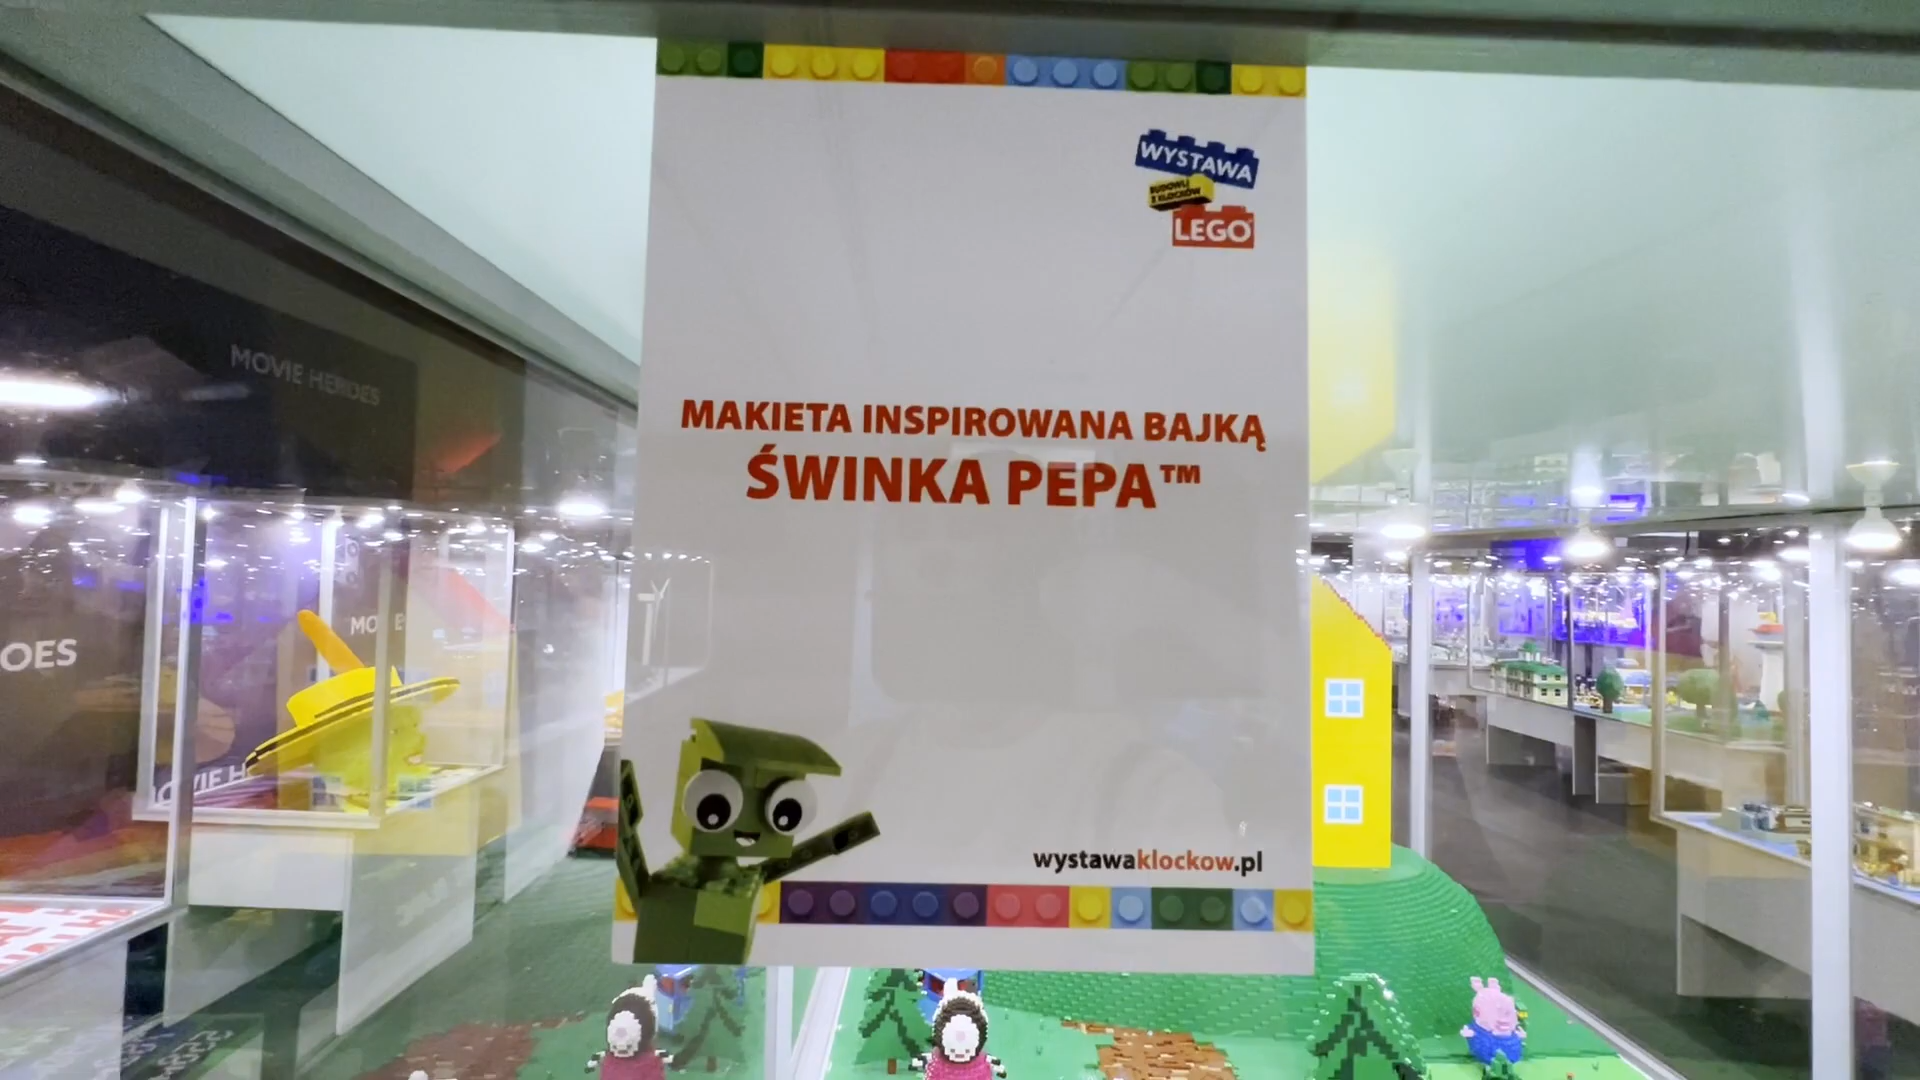 WYSTAWA
BUDOWLI
Z KLOCKÓW
LEGO
MOVIE HEROES
MAKIETA INSPIROWANA BAJKĄ
ŚWINKA PEPA™
OES
wystawaklockow.pl